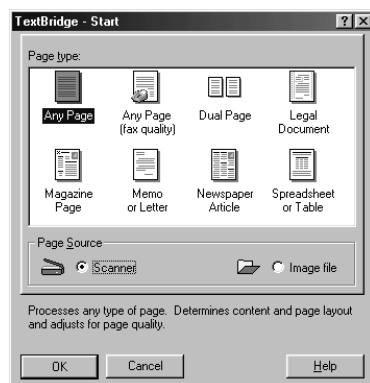 TextBridge - Start
Page type:
Any Page
Any Page
(fax quality)
Dual Page
Legal
Document
Magazine
Page
Memo
or Letter
Newspaper
Article
Spreadsheet
or Table
Page Source
Scanner
Image file
Processes any type of page. Determines content and page layout
and adjusts for page quality.
OK
Cancel
Help